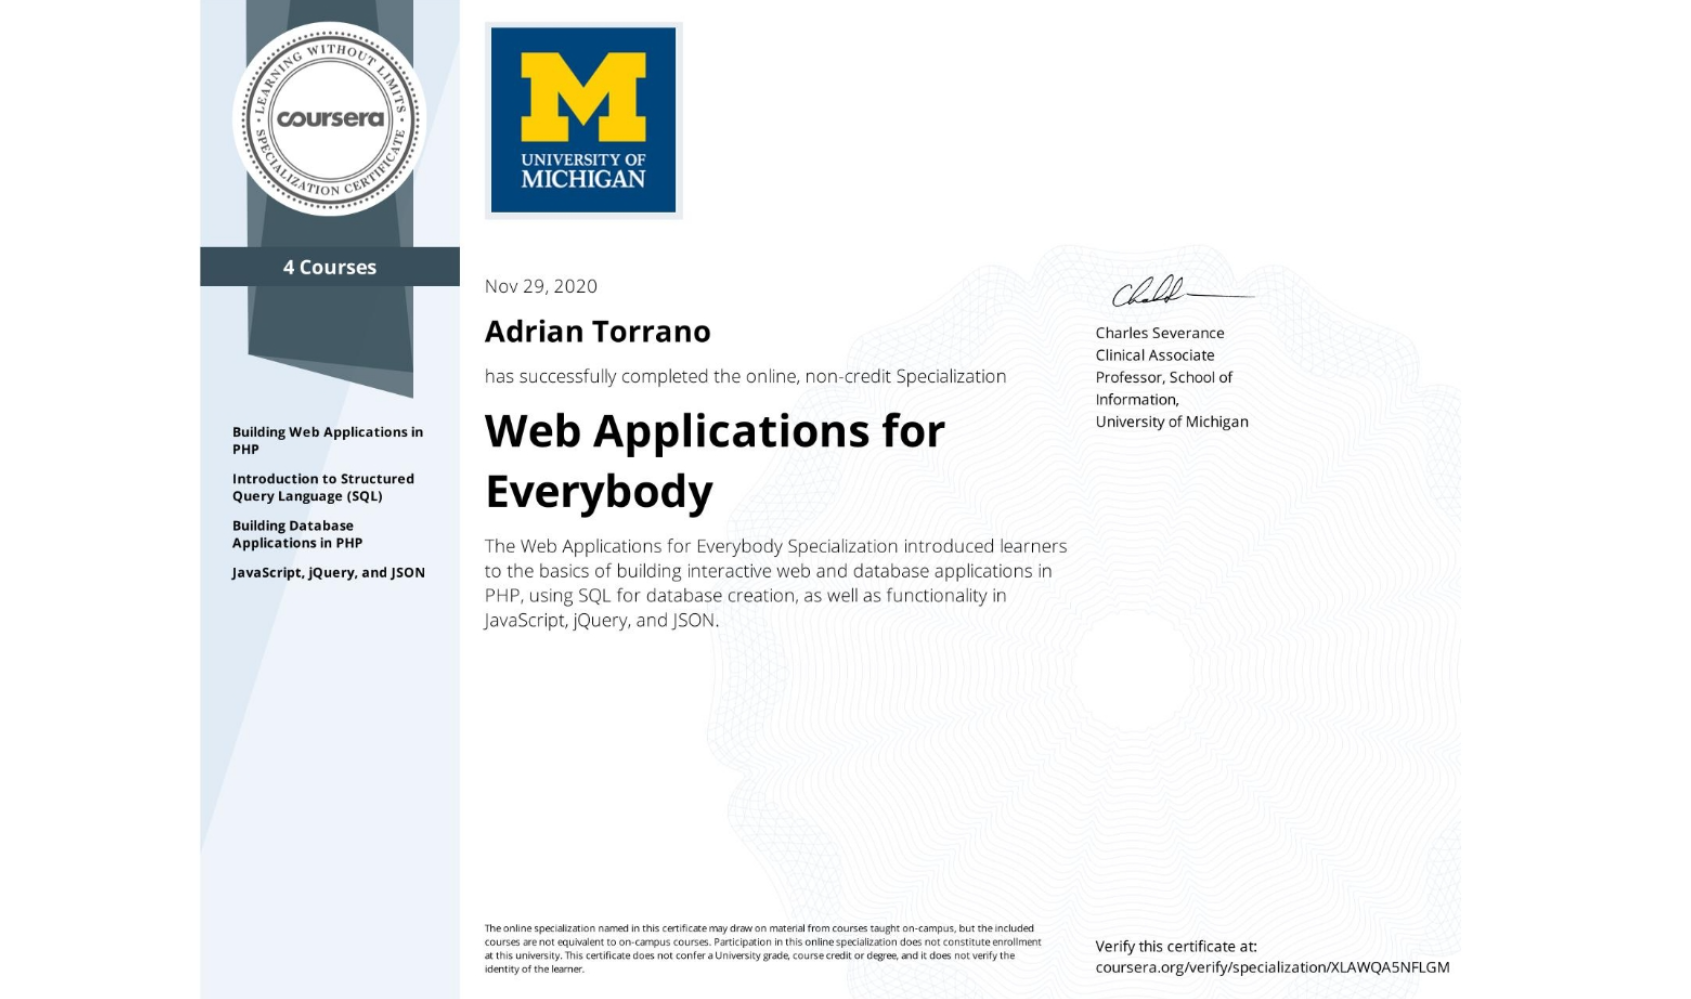 LEARNING WITHOUT LIMITS
coursera
SPECIALIZATION CERTIFICATE
4 Courses
Building Web Applications in
PHP
Introduction to Structured
Query Language (SQL)
Building Database
Applications in PHP
JavaScript, jQuery, and JSON
M
UNIVERSITY OF
MICHIGAN
Nov 29, 2020
Adrian Torrano
has successfully completed the online, non-credit Specialization
Web Applications for
Everybody
The Web Applications for Everybody Specialization introduced learners
to the basics of building interactive web and database applications in
PHP, using SQL for database creation, as well as functionality in
JavaScript, jQuery, and JSON.
Charles Severance
Clinical Associate
Professor, School of
Information,
University of Michigan
The online specialization named in this certificate may draw on material from courses taught on-campus, but the included
courses are not equivalent to on-campus courses. Participation in this online specialization does not constitute enrollment
at this university. This certificate does not confer a University grade, course credit or degree, and it does not verify the
identity of the learner.
Verify this certificate at:
coursera.org/verify/specialization/XLAWQA5NFLGM